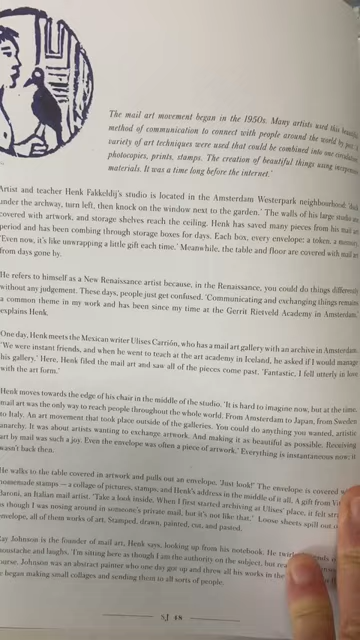 The mail art movement began in the 1950s. Many artists used this
method of communication to connect with people around the world by post. A
variety of art techniques were used that could be combined into one
photocopies, prints, stamps. The creation of beautiful things using
materials. It was a time long before the internet.'
Artist and teacher Henk Fakkeldij's studio is located in the Amsterdam Westerpark neighbourhood:
under the archway, turn left, then knock on the window next to the garden.' The walls of his large studio are
covered with artwork, and storage shelves reach the ceiling. Henk has saved many pieces from his mail art
period and has been combing through storage boxes for days. Each box, every envelope; a token, a memory.
'Even now, it's like unwrapping a little gift each time.' Meanwhile, the table and floor are covered with mail art
from days gone by.
He refers to himself as a New Renaissance artist because, in the Renaissance, you could do things differently
without any judgement. These days, people just get confused. 'Communicating and exchanging things remains
a common theme in my work and has been since my time at the Gerrit Rietveld Academy in Amsterdam,'
explains Henk.
One day, Henk meets the Mexican writer Ulises Carrión, who has a mail art gallery with an archive in Amsterdam.
'We were instant friends, and when he went to teach at the art academy in Iceland, he asked if I would manage
his gallery.' Here, Henk filed the mail art and saw all of the pieces come past. 'Fantastic, I fell utterly in love
with the art form.'
Henk moves towards the edge of his chair in the middle of the studio. 'It is hard to imagine now, but at the time,
mail art was the only way to reach people throughout the whole world. From Amsterdam to Japan, from Sweden
to Italy. An art movement that took place outside of the galleries. You could do anything you wanted, artistic
anarchy. It was about artists wanting to exchange artwork. And making it as beautiful as possible. Receiving
art by mail was such a joy. Even the envelope was often a piece of artwork.' Everything is instantaneous now; it
wasn't back then.
He walks to the table covered in artwork and pulls out an envelope. 'Just look!' The envelope is covered
homemade stamps – a collage of pictures, stamps, and Henk's address in the middle of it all. A gift from
Baroni, an Italian mail artist. 'Take a look inside. When I first started archiving at Ulises' place, it felt
as though I was nosing around in someone's private mail, but it's not like that.' Loose sheets spill out
envelope, all of them works of art. Stamped, drawn, painted, cut, and pasted.
Ray Johnson is the founder of mail art, Henk says, looking up from his notebook. He
moustache and laughs. 'I'm sitting here as though I am the authority on the subject, but
course. Johnson was an abstract painter who one day got up and threw all his works in the
e began making small collages and sending them to all sorts of people.
SJ 48